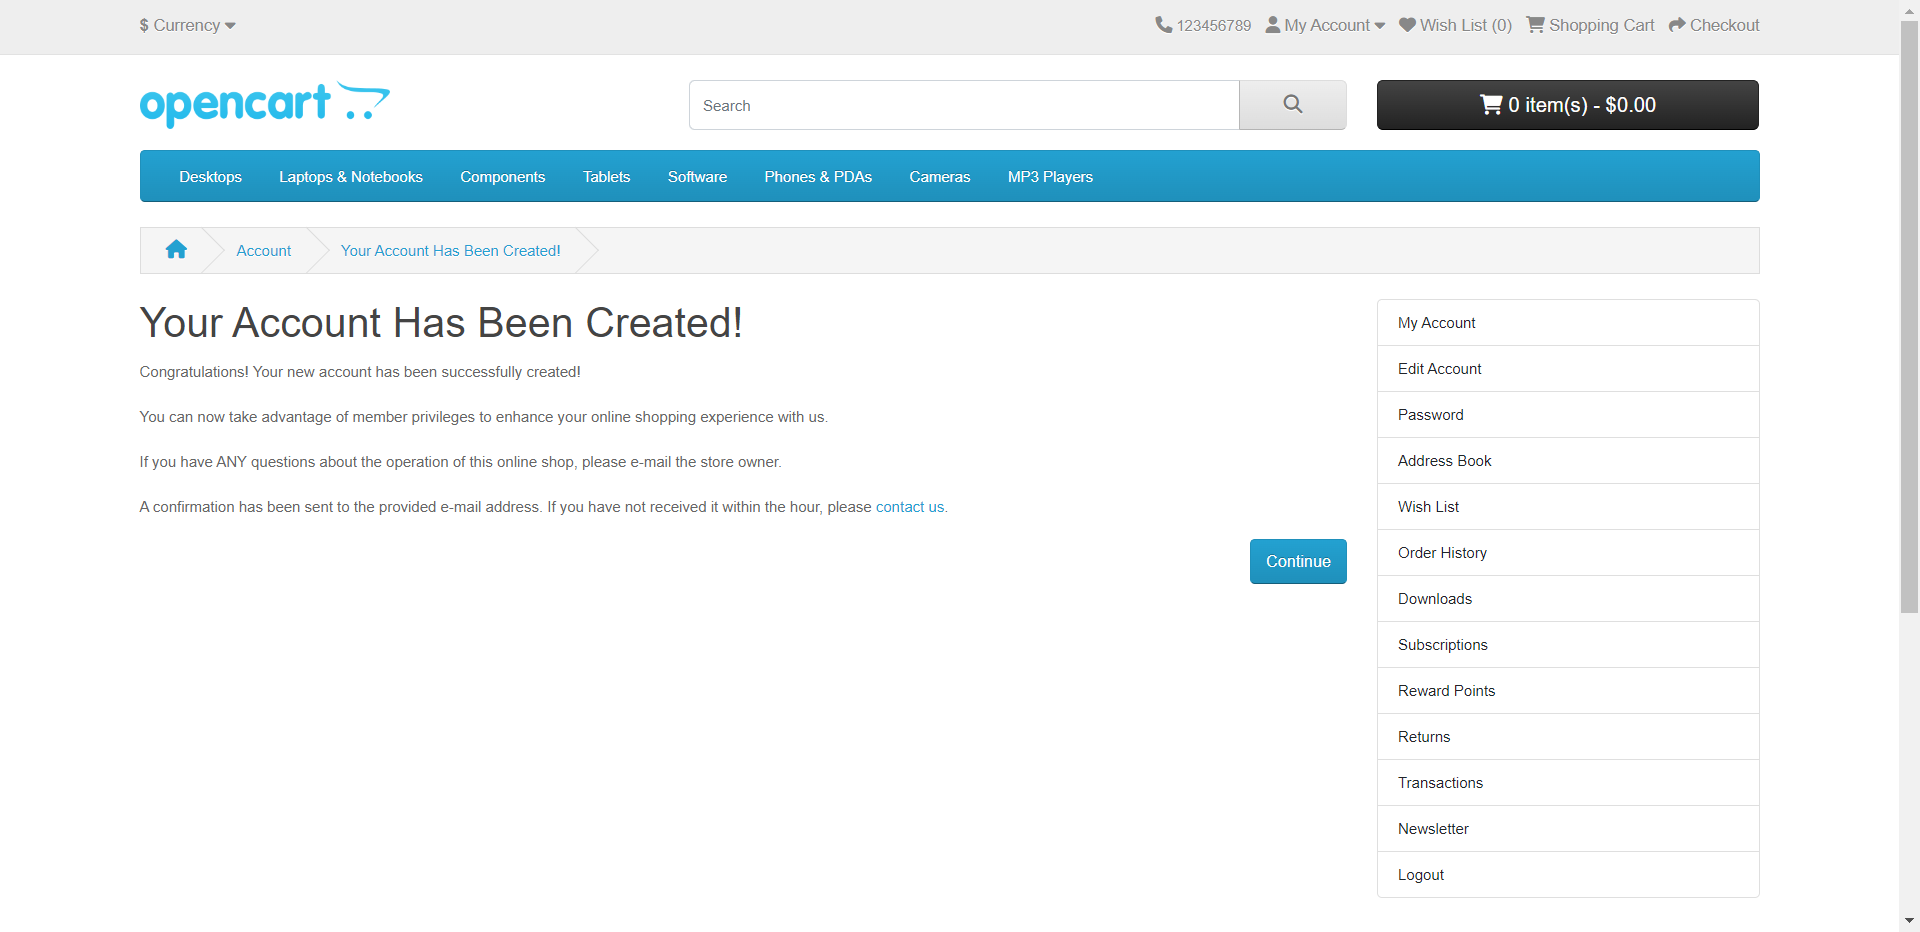 $ Currency
123456789 My Account Wish List (0) Shopping Cart Checkout
opencart
Search
0 item(s) - $0.00
Desktops Laptops & Notebooks Components Tablets Software Phones & PDAs Cameras MP3 Players
Account Your Account Has Been Created!
Your Account Has Been Created!
Congratulations! Your new account has been successfully created!
You can now take advantage of member privileges to enhance your online shopping experience with us.
If you have ANY questions about the operation of this online shop, please e-mail the store owner.
A confirmation has been sent to the provided e-mail address. If you have not received it within the hour, please contact us.
Continue
My Account
Edit Account
Password
Address Book
Wish List
Order History
Downloads
Subscriptions
Reward Points
Returns
Transactions
Newsletter
Logout